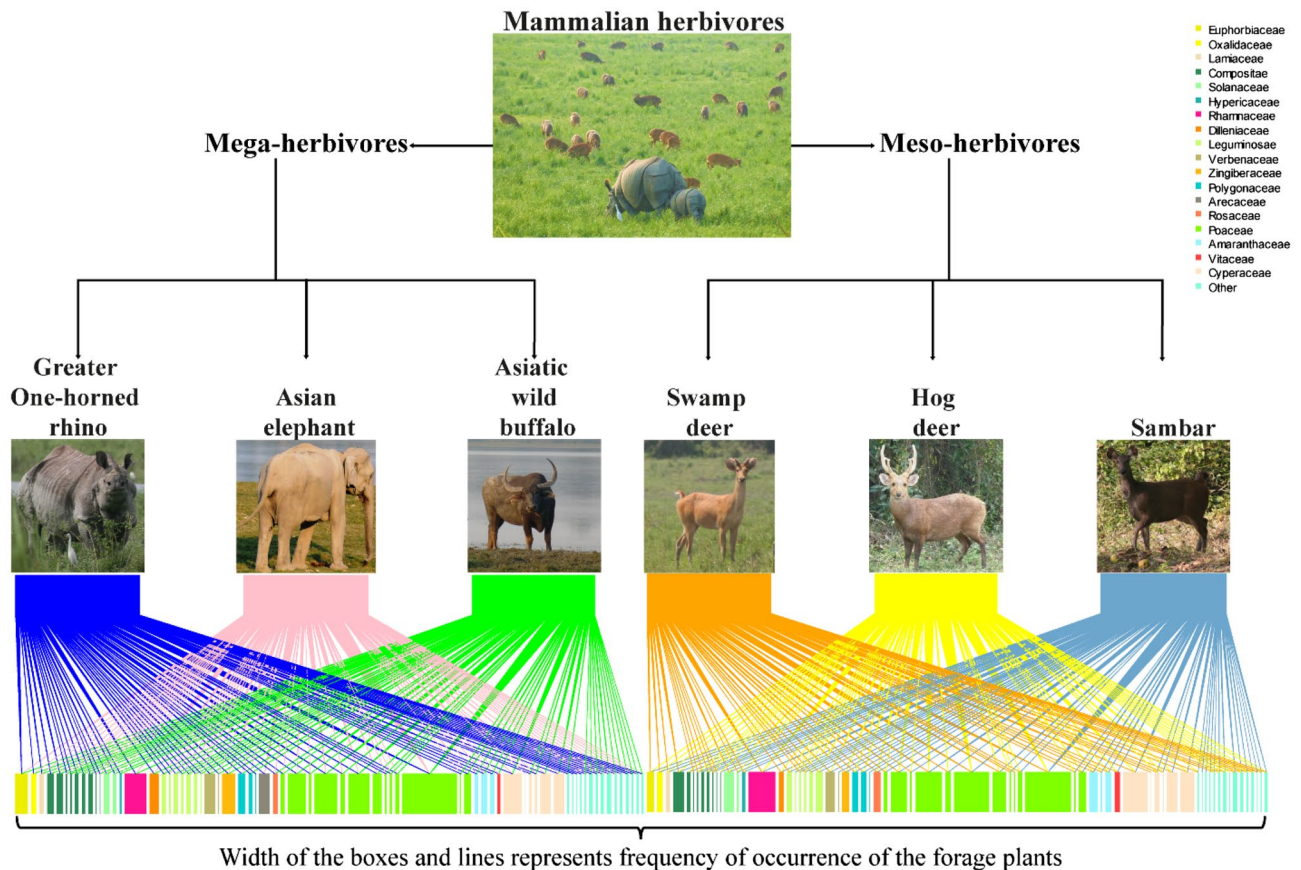 Mammalian herbivores
Mega-herbivores
Meso-herbivores
Euphorbiaceae
Oxalidaceae
Lamiaceae
Compositae
Solanaceae
Hypericaceae
Rhamnaceae
Dilleniaceae
Leguminosae
Verbenaceae
Zingiberaceae
Polygonaceae
Arecaceae
Rosaceae
Poaceae
Amaranthaceae
Vitaceae
Cyperaceae
Other
Greater
One-horned
rhino
Asian
elephant
Asiatic
wild
buffalo
Swamp
deer
Hog
deer
Sambar
Width of the boxes and lines represents frequency of occurrence of the forage plants